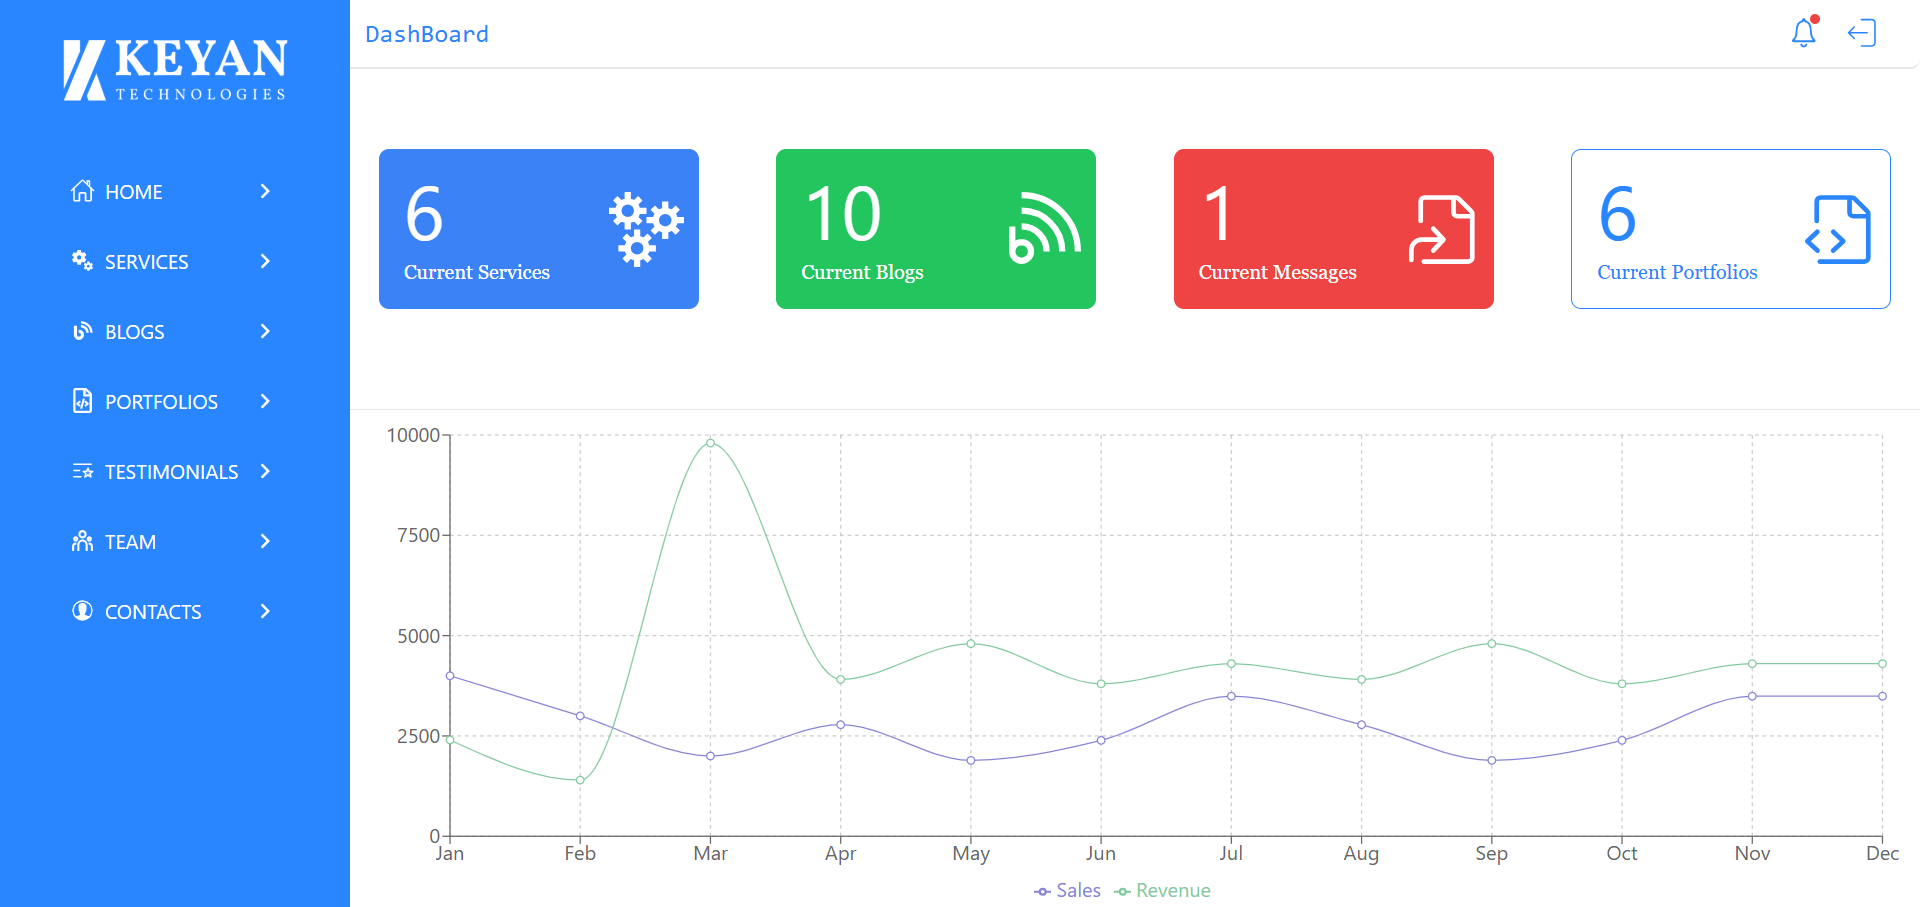 KEYAN
TECHNOLOGIES
HOME
SERVICES
BLOGS
PORTFOLIOS
TESTIMONIALS
TEAM
CONTACTS
DashBoard
6
Current Services
10
Current Blogs
1
Current Messages
6
Current Portfolios
10000
7500
5000
2500
0
Jan Feb Mar Apr May Jun Jul Aug Sep Oct Nov Dec
Sales Revenue